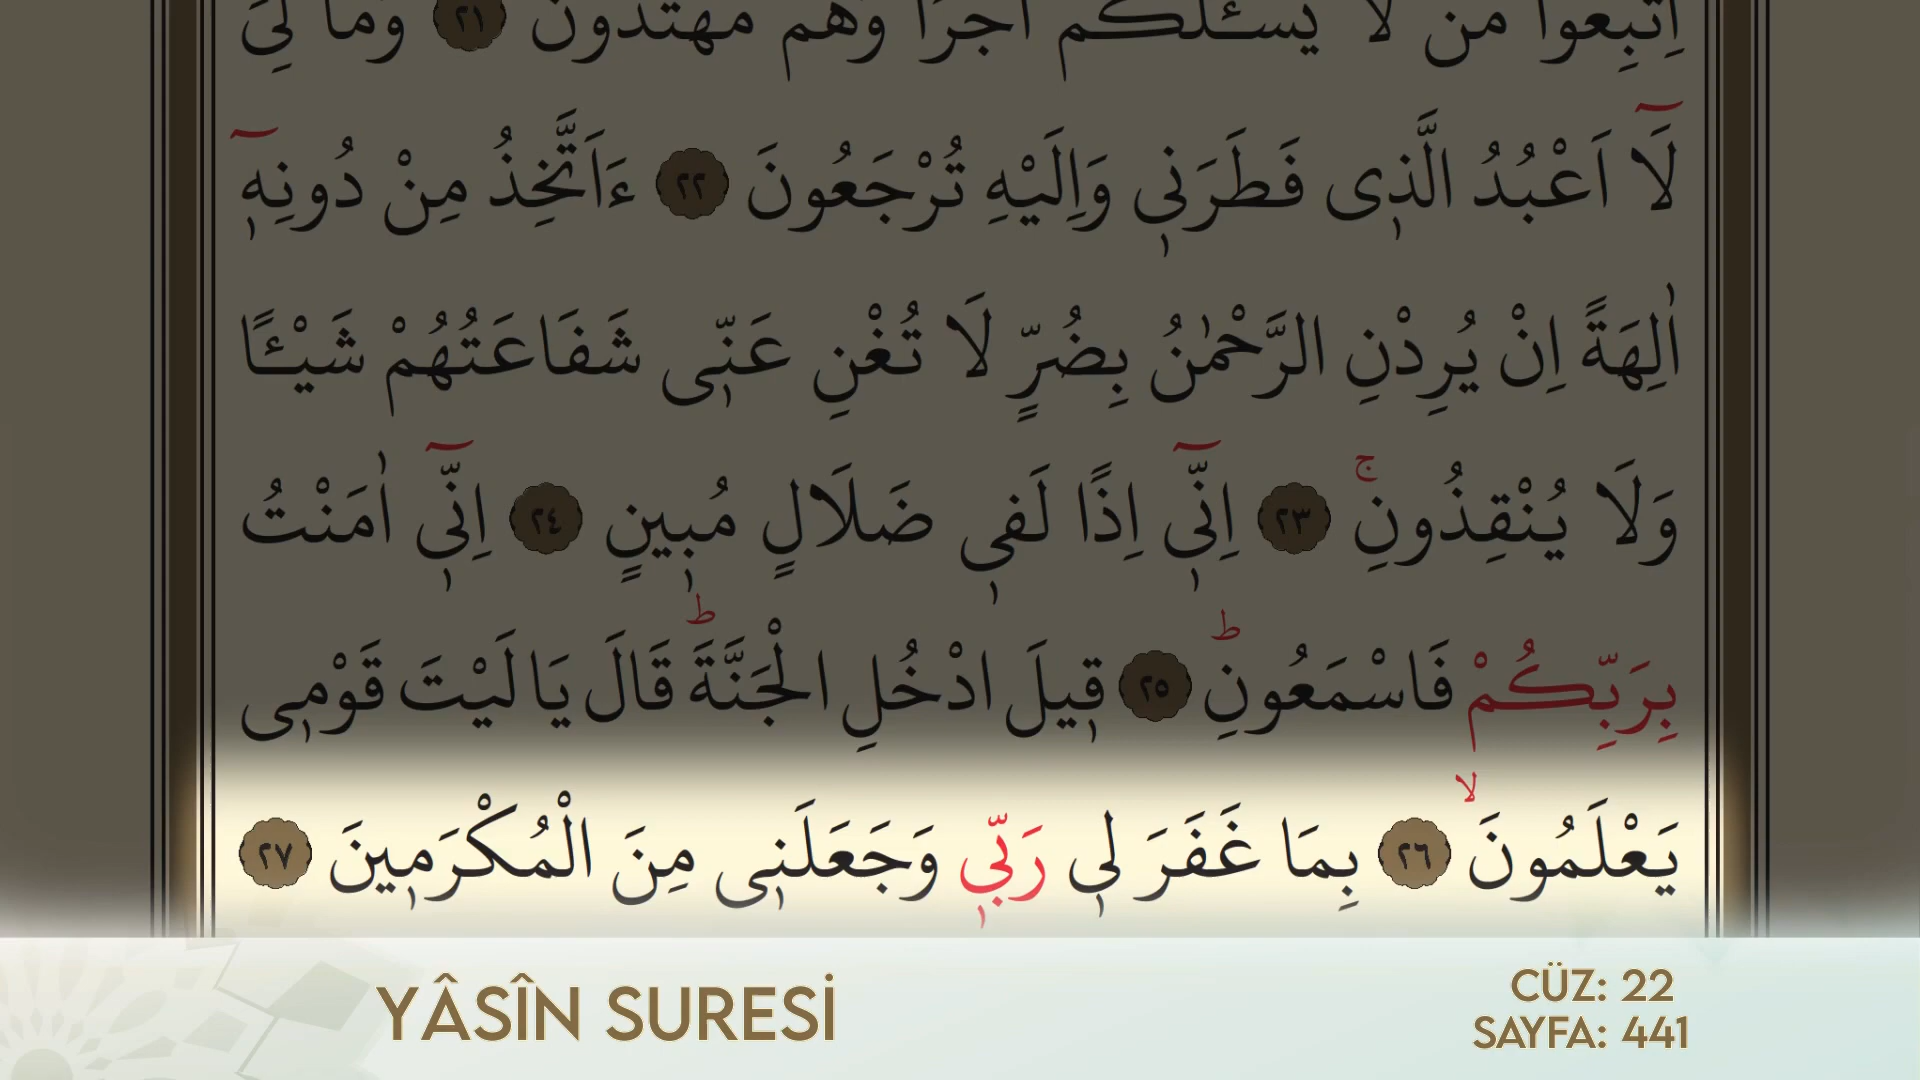 اِتَّبِعُوا مَنْ لَا يَسْـَٔلُكُمْ اَجْرًا وَهُمْ مُهْتَدُونَ ٢١ وَمَا لِيَ
لَٓا اَعْبُدُ الَّذ۪ى فَطَرَن۪ى وَاِلَيْهِ تُرْجَعُونَ ٢٢ ءَاَتَّخِذُ مِنْ دُونِه۪ٓ
اٰلِهَةً اِنْ يُرِدْنِ الرَّحْمٰنُ بِضُرٍّ لَا تُغْنِ عَنّ۪ى شَفَاعَتُهُمْ شَيْـًٔا
وَلَا يُنْقِذُونِۚ ٢٣ اِنّ۪ٓى اِذًا لَف۪ى ضَلَالٍ مُب۪ينٍ ٢٤ اِنّ۪ٓى اٰمَنْتُ
بِرَبِّكُمْ فَاسْمَعُونِۜ ٢٥ ق۪يلَ ادْخُلِ الْجَنَّةَۜ قَالَ يَا لَيْتَ قَوْم۪ى
يَعْلَمُونَۙ ٢٦ بِمَا غَفَرَ ل۪ى رَبّ۪ى وَجَعَلَن۪ى مِنَ الْمُكْرَم۪ينَ ٢٧
YÂSÎN SURESİ
CÜZ: 22
SAYFA: 441